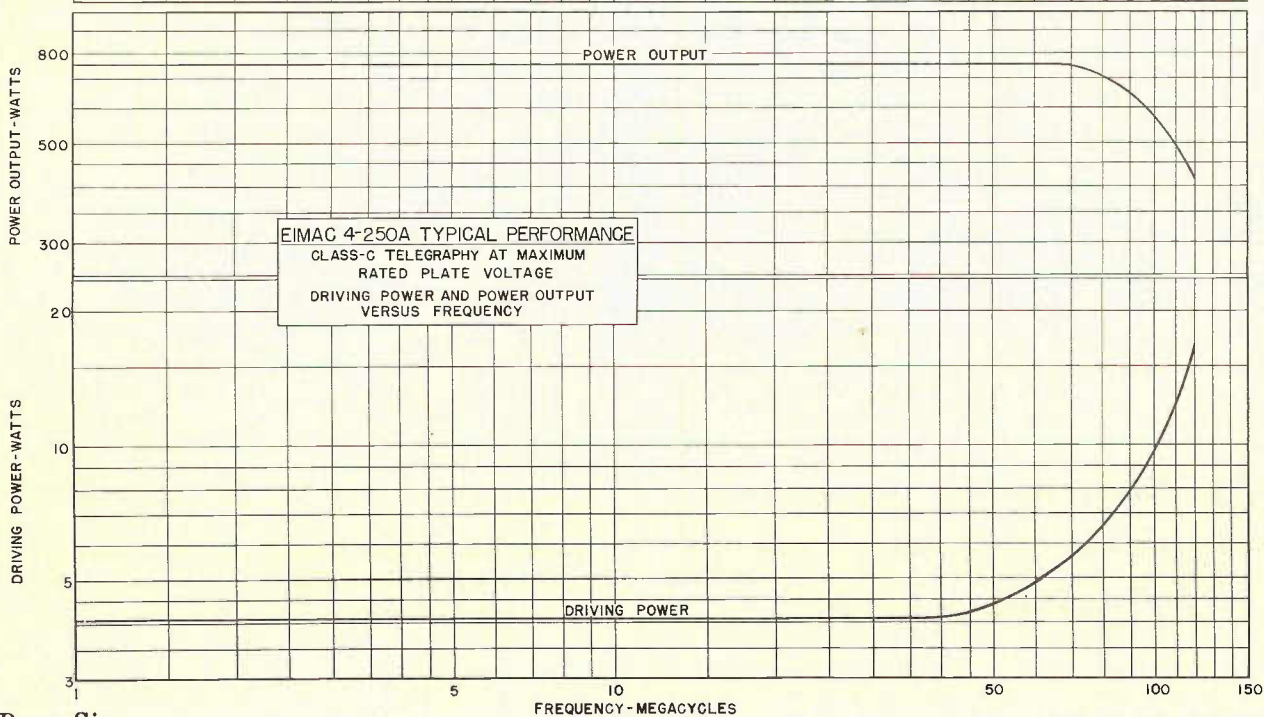 POWER OUTPUT-WATTS
800
500
300
POWER OUTPUT
EIMAC 4-250A TYPICAL PERFORMANCE
CLASS-C TELEGRAPHY AT MAXIMUM
RATED PLATE VOLTAGE
DRIVING POWER AND POWER OUTPUT
VERSUS FREQUENCY
DRIVING POWER-WATTS
20
10
5
3
DRIVING POWER
1 2 5 10 50 100 150
FREQUENCY-MEGACYCLES